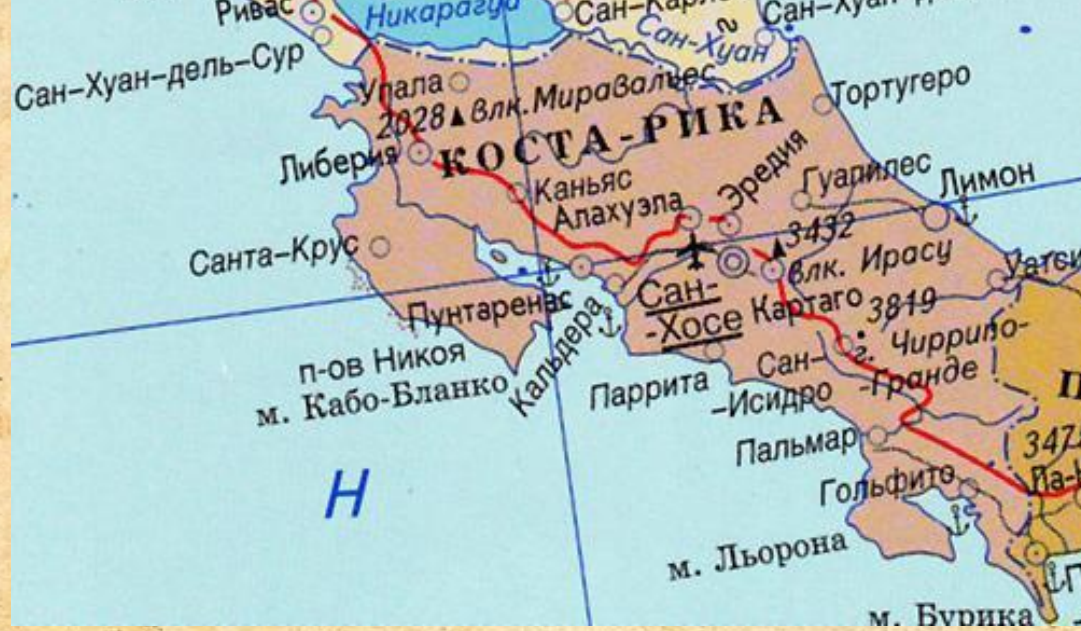 Ривас
Никарагуа
Сан-Хуан-дель-Сур
Сан-Хуан
г
Упала
2028 влк. Миравальес
Тортугеро
КОСТА-РИКА
Либерия
Каньяс
Алахуэла
Эредия
Гуапилес
Лимон
Санта-Крус
3432
влк. Ирасу
Пунтаренас
Кальдера
Сан-
-Хосе
Картаго
3819
г. Чиррипо-
-Гранде
п-ов Никоя
м. Кабо-Бланко
Паррита
Сан-
-Исидро
Пальмар
Гольфито
Н
м. Льорона
м. Бурика